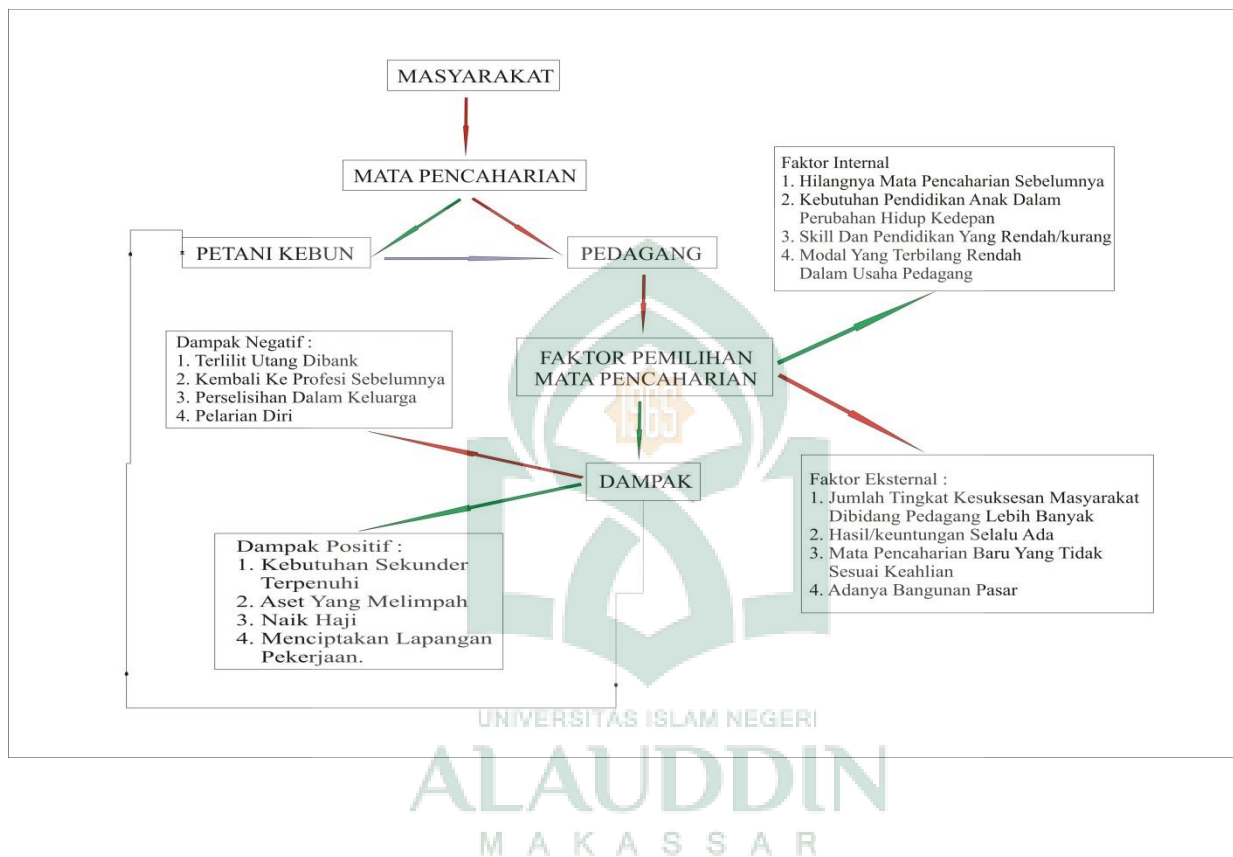 MASYARAKAT
MATA PENCAHARIAN
PETANI KEBUN
PEDAGANG
Faktor Internal
1. Hilangnya Mata Pencaharian Sebelumnya
2. Kebutuhan Pendidikan Anak Dalam
Perubahan Hidup Kedepan
3. Skill Dan Pendidikan Yang Rendah/kurang
4. Modal Yang Terbilang Rendah
Dalam Usaha Pedagang
FAKTOR PEMILIHAN
MATA PENCAHARIAN
Dampak Negatif :
1. Terlilit Utang Dibank
2. Kembali Ke Profesi Sebelumnya
3. Perselisihan Dalam Keluarga
4. Pelarian Diri
1965
DAMPAK
Faktor Eksternal :
1. Jumlah Tingkat Kesuksesan Masyarakat
Dibidang Pedagang Lebih Banyak
2. Hasil/keuntungan Selalu Ada
3. Mata Pencaharian Baru Yang Tidak
Sesuai Keahlian
4. Adanya Bangunan Pasar
Dampak Positif :
1. Kebutuhan Sekunder
Terpenuhi
2. Aset Yang Melimpah
3. Naik Haji
4. Menciptakan Lapangan
Pekerjaan.
UNIVERSITAS ISLAM NEGERI
ALAUDDIN
MAKASSAR